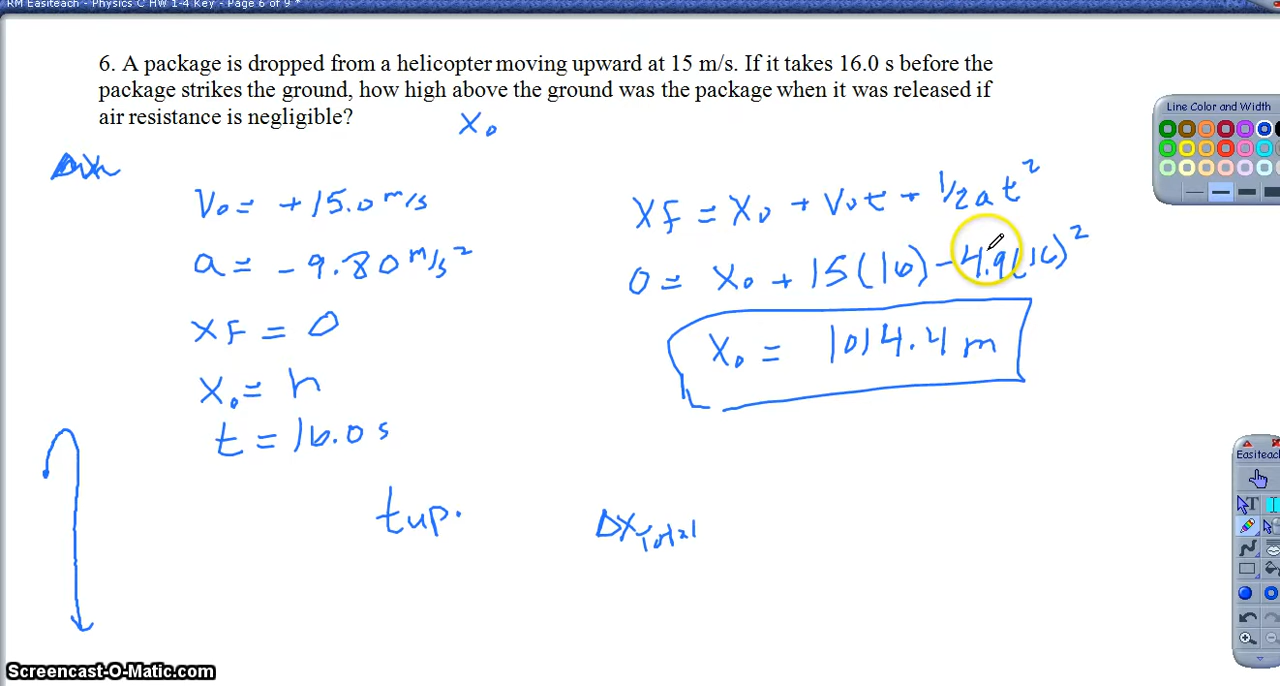 RM Easiteach - Physics C HW 1-4 Key - Page 6 of 9 *
6. A package is dropped from a helicopter moving upward at 15 m/s. If it takes 16.0 s before the
package strikes the ground, how high above the ground was the package when it was released if
air resistance is negligible?
X₀
Line Color and Width
V₀ = +15.0 m/s
a = -9.80 m/s²
XF = 0
X₀ = h
t = 16.0 s
XF = X₀ + V₀t + ½at²
0 = X₀ + 15(16) - 4.9(16)²
X₀ = 1014.4 m
tup.
ΔXTotal
Easiteach
T
Screencast-O-Matic.com